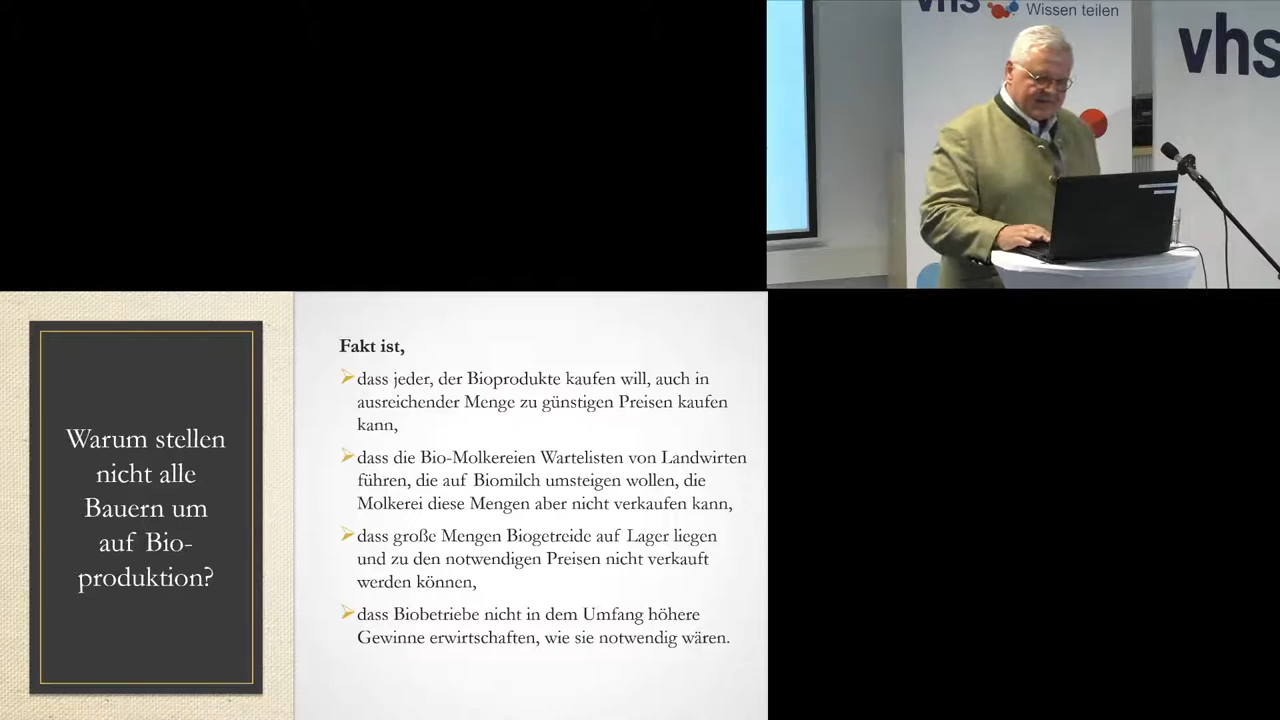 vhs
Wissen teilen
vhs
Warum stellen
nicht alle
Bauern um
auf Bio-
produktion?
Fakt ist,
dass jeder, der Bioprodukte kaufen will, auch in
ausreichender Menge zu günstigen Preisen kaufen
kann,
dass die Bio-Molkereien Wartelisten von Landwirten
führen, die auf Biomilch umsteigen wollen, die
Molkerei diese Mengen aber nicht verkaufen kann,
dass große Mengen Biogetreide auf Lager liegen
und zu den notwendigen Preisen nicht verkauft
werden können,
dass Biobetriebe nicht in dem Umfang höhere
Gewinne erwirtschaften, wie sie notwendig wären.